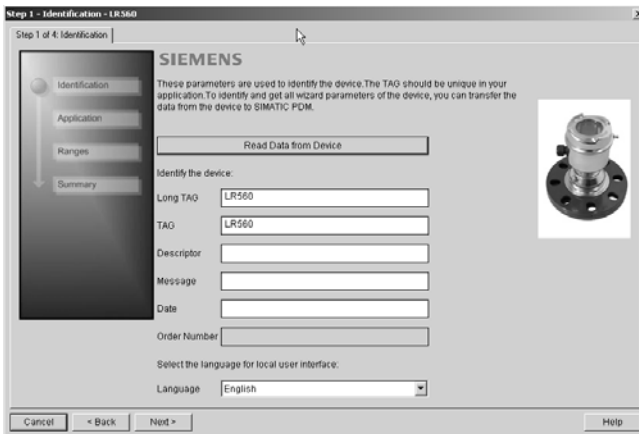 Step 1 - Identification - LR560
Step 1 of 4: Identification
Identification
Application
Ranges
Summary
SIEMENS
These parameters are used to identify the device.The TAG should be unique in your
application.To identify and get all wizard parameters of the device, you can transfer the
data from the device to SIMATIC PDM.
Read Data from Device
Identify the device:
Long TAG LR560
TAG LR560
Descriptor
Message
Date
Order Number
Select the language for local user interface:
Language English
Cancel < Back Next > Help